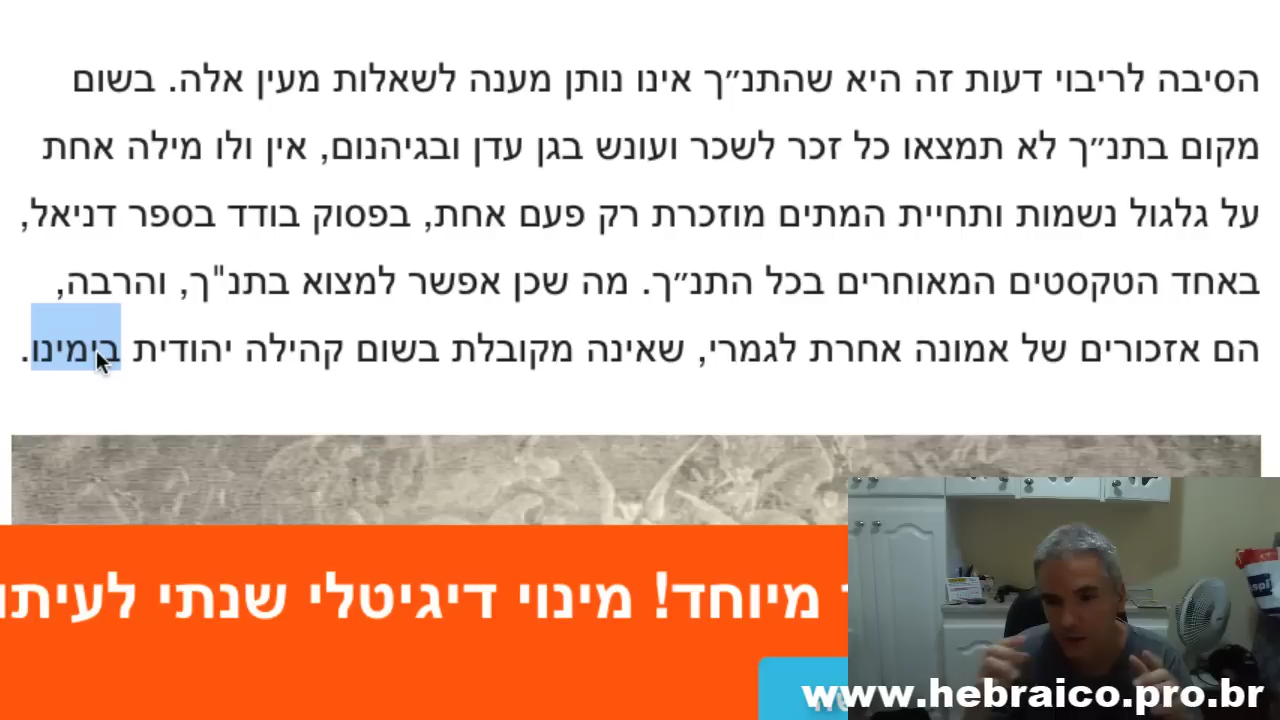 הסיבה לריבוי דעות זה היא שהתנ״ך אינו נותן מענה לשאלות מעין אלה. בשום
מקום בתנ״ך לא תמצאו כל זכר לשכר ועונש בגן עדן ובגיהנום, אין ולו מילה אחת
על גלגול נשמות ותחיית המתים מוזכרת רק פעם אחת, בפסוק בודד בספר דניאל,
באחד הטקסטים המאוחרים בכל התנ״ך. מה שכן אפשר למצוא בתנ"ך, והרבה,
הם אזכורים של אמונה אחרת לגמרי, שאינה מקובלת בשום קהילה יהודית בימינו.
מיוחד! מינוי דיגיטלי שנתי לעיתו
www.hebraico.pro.br